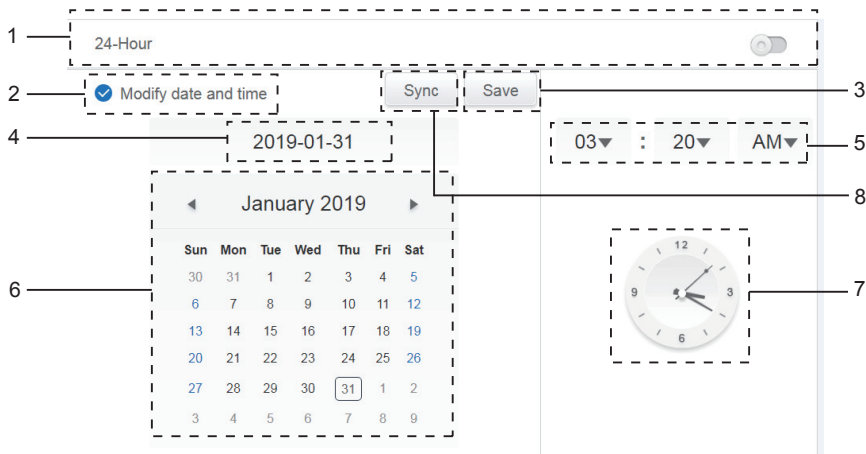 1
24-Hour
2
Modify date and time
Sync
Save
3
4
2019-01-31
03 : 20 AM
5
8
January 2019
Sun Mon Tue Wed Thu Fri Sat
30 31 1 2 3 4 5
6 7 8 9 10 11 12
13 14 15 16 17 18 19
20 21 22 23 24 25 26
27 28 29 30 31 1 2
3 4 5 6 7 8 9
6
12
9 3
6
7